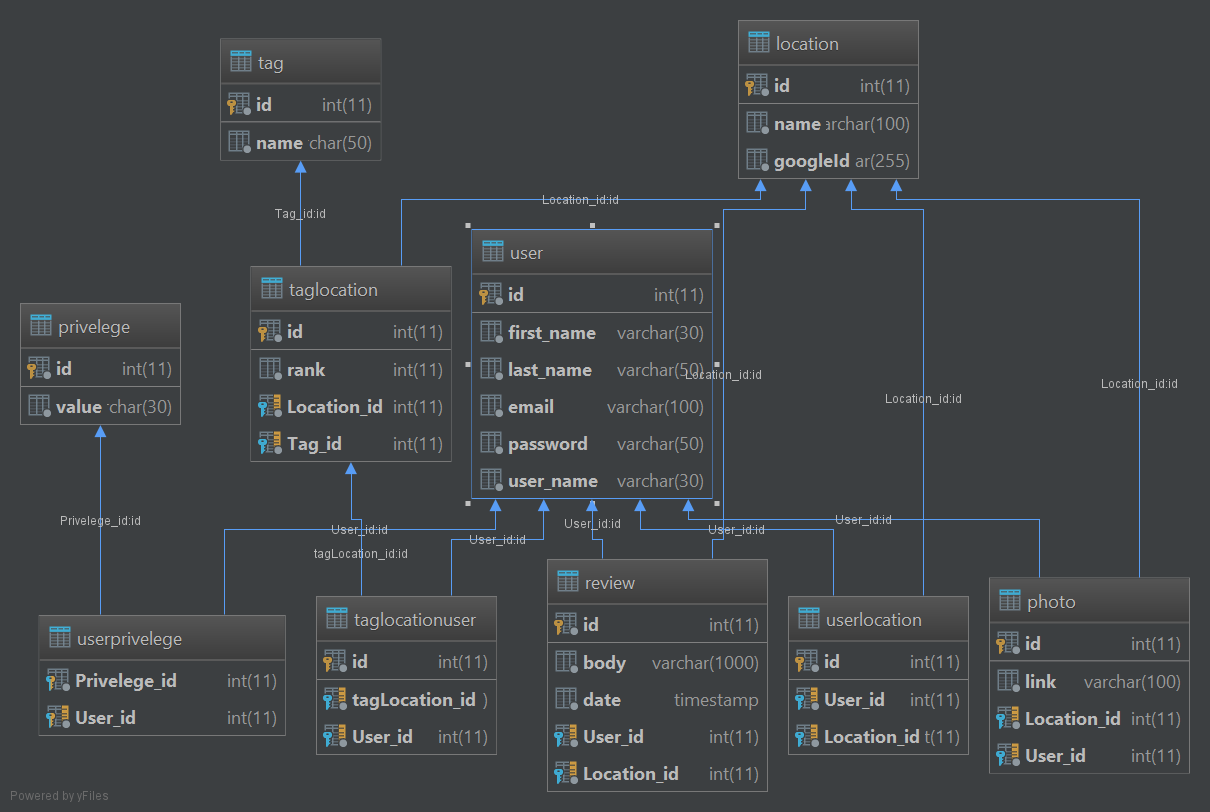 location
id int(11)
name archar(100)
googleId ar(255)
tag
id int(11)
name char(50)
Tag_id:id
Location_id:id
user
id int(11)
first_name varchar(30)
last_name varchar(50)
email varchar(100)
password varchar(50)
user_name varchar(30)
taglocation
id int(11)
rank int(11)
Location_id int(11)
Tag_id int(11)
privelege
id int(11)
value char(30)
Location_id:id
Location_id:id
Location_id:id
Privelege_id:id
User_id:id
tagLocation_id:id
User_id:id
User_id:id
User_id:id
User_id:id
userprivelege
Privelege_id int(11)
User_id int(11)
taglocationuser
id int(11)
tagLocation_id )
User_id int(11)
review
id int(11)
body varchar(1000)
date timestamp
User_id int(11)
Location_id int(11)
userlocation
id int(11)
User_id int(11)
Location_id t(11)
photo
id int(11)
link varchar(100)
Location_id int(11)
User_id int(11)
Powered by yFiles